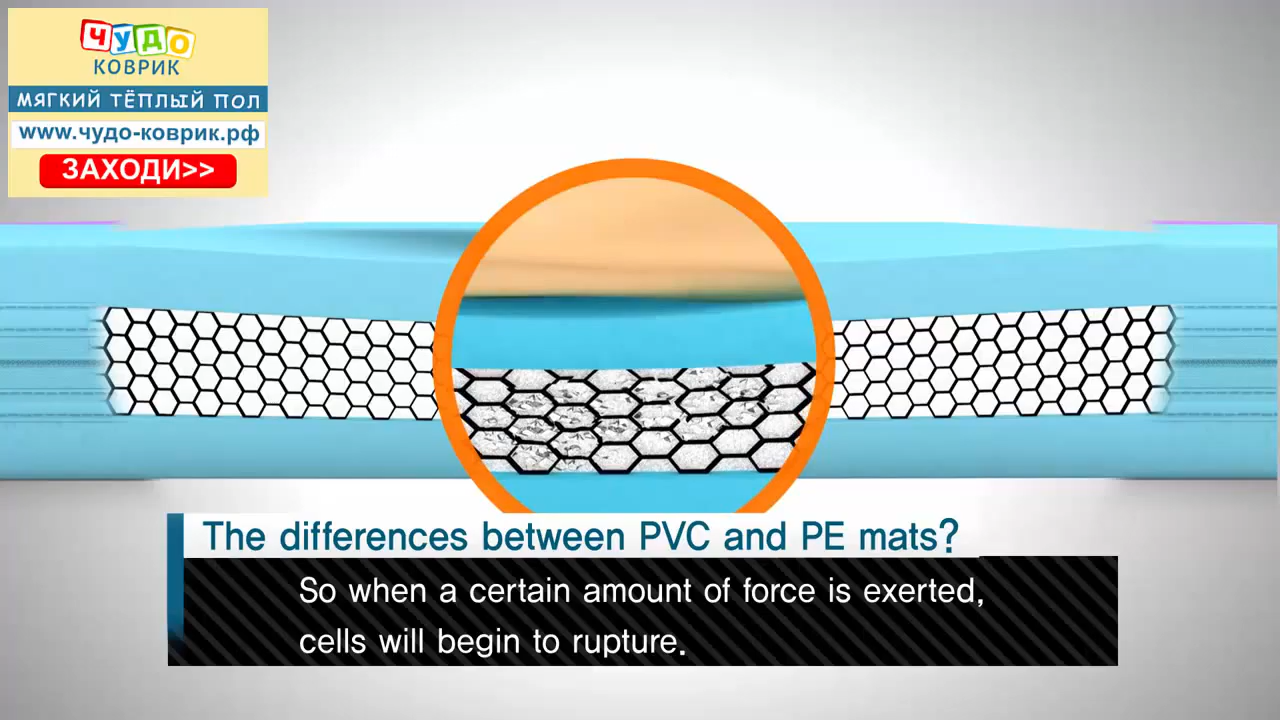 ЧУДО
КОВРИК
МЯГКИЙ ТЁПЛЫЙ ПОЛ
www.чудо-коврик.рф
ЗАХОДИ>>
The differences between PVC and PE mats?
So when a certain amount of force is exerted,
cells will begin to rupture.